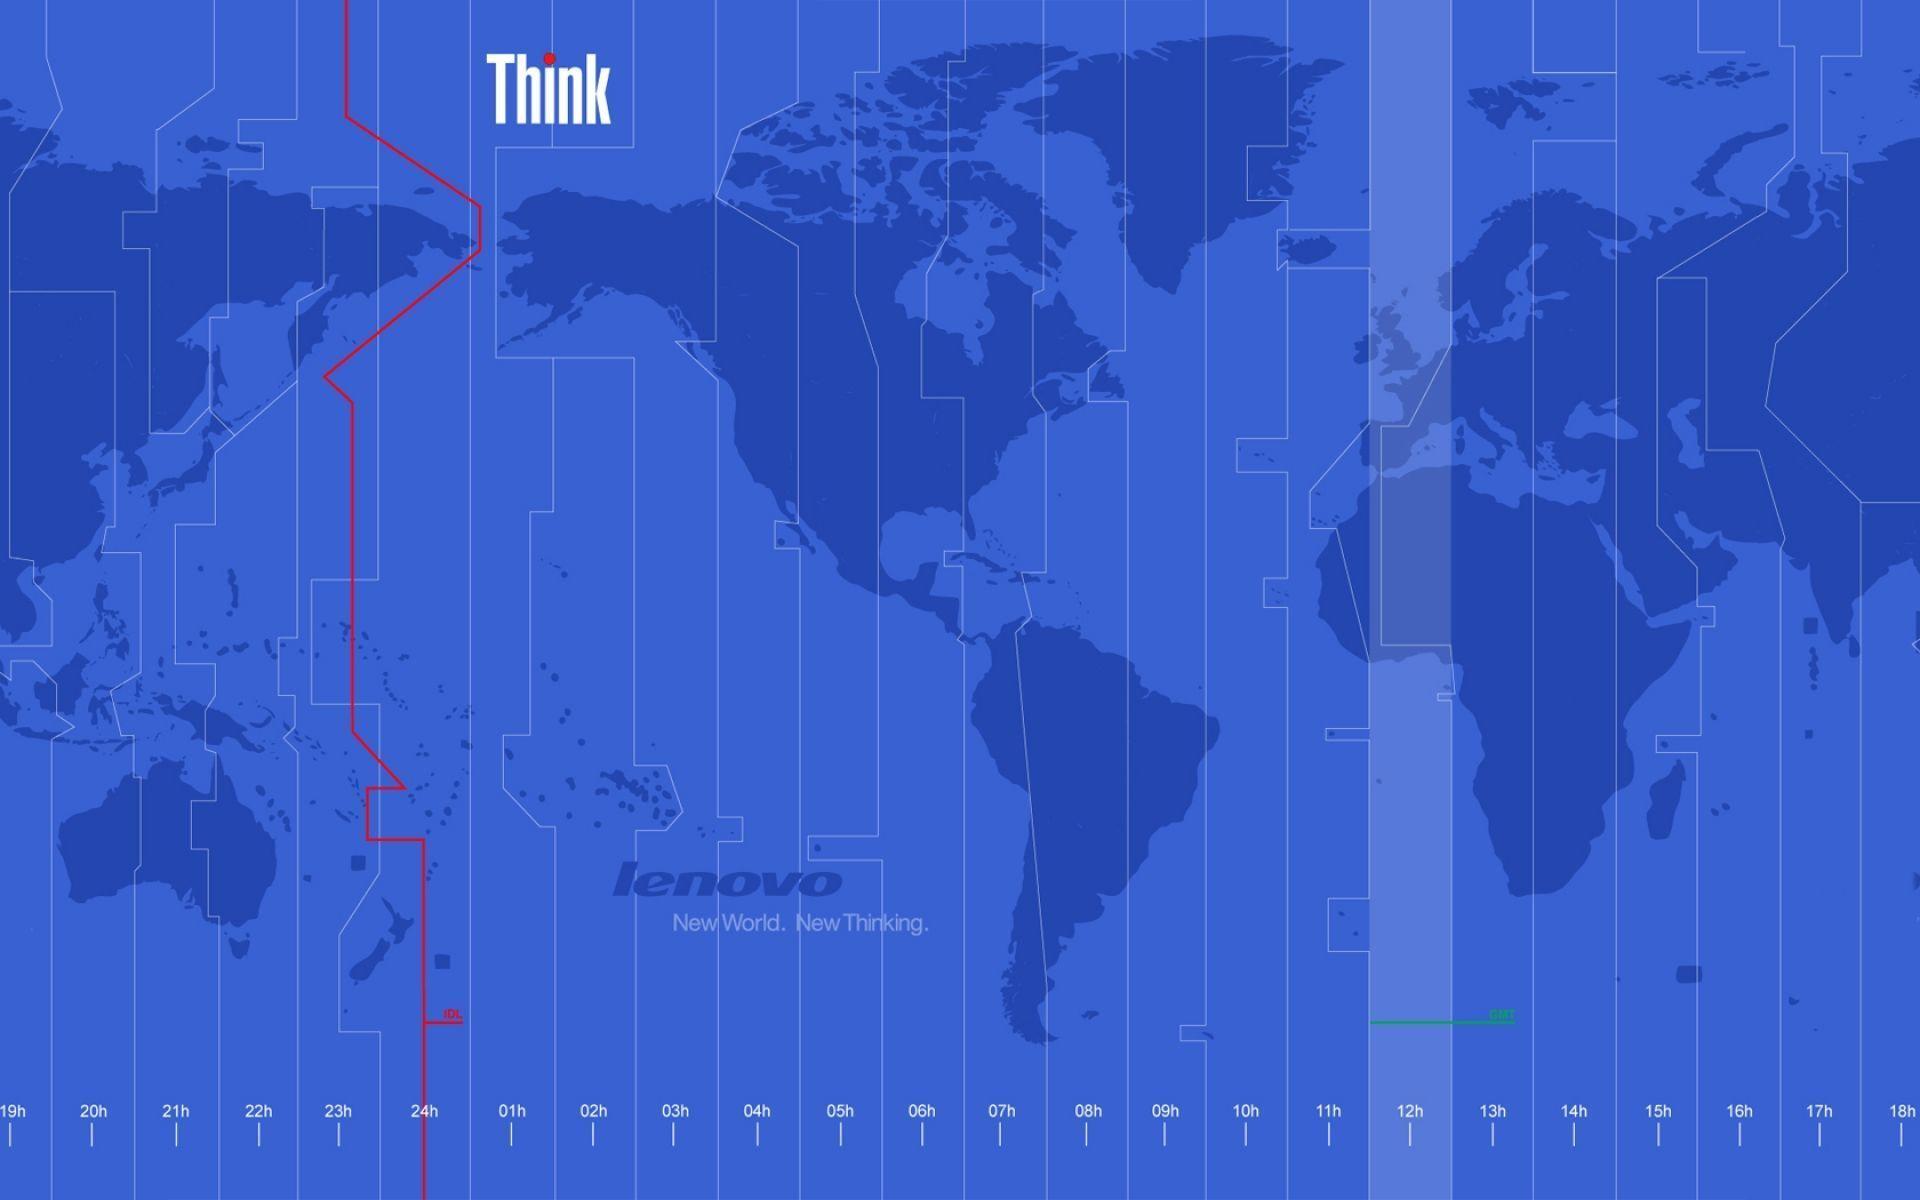 Think
lenovo
New World. New Thinking.
IDL
GMT
19h 20h 21h 22h 23h 24h 01h 02h 03h 04h 05h 06h 07h 08h 09h 10h 11h 12h 13h 14h 15h 16h 17h 18h